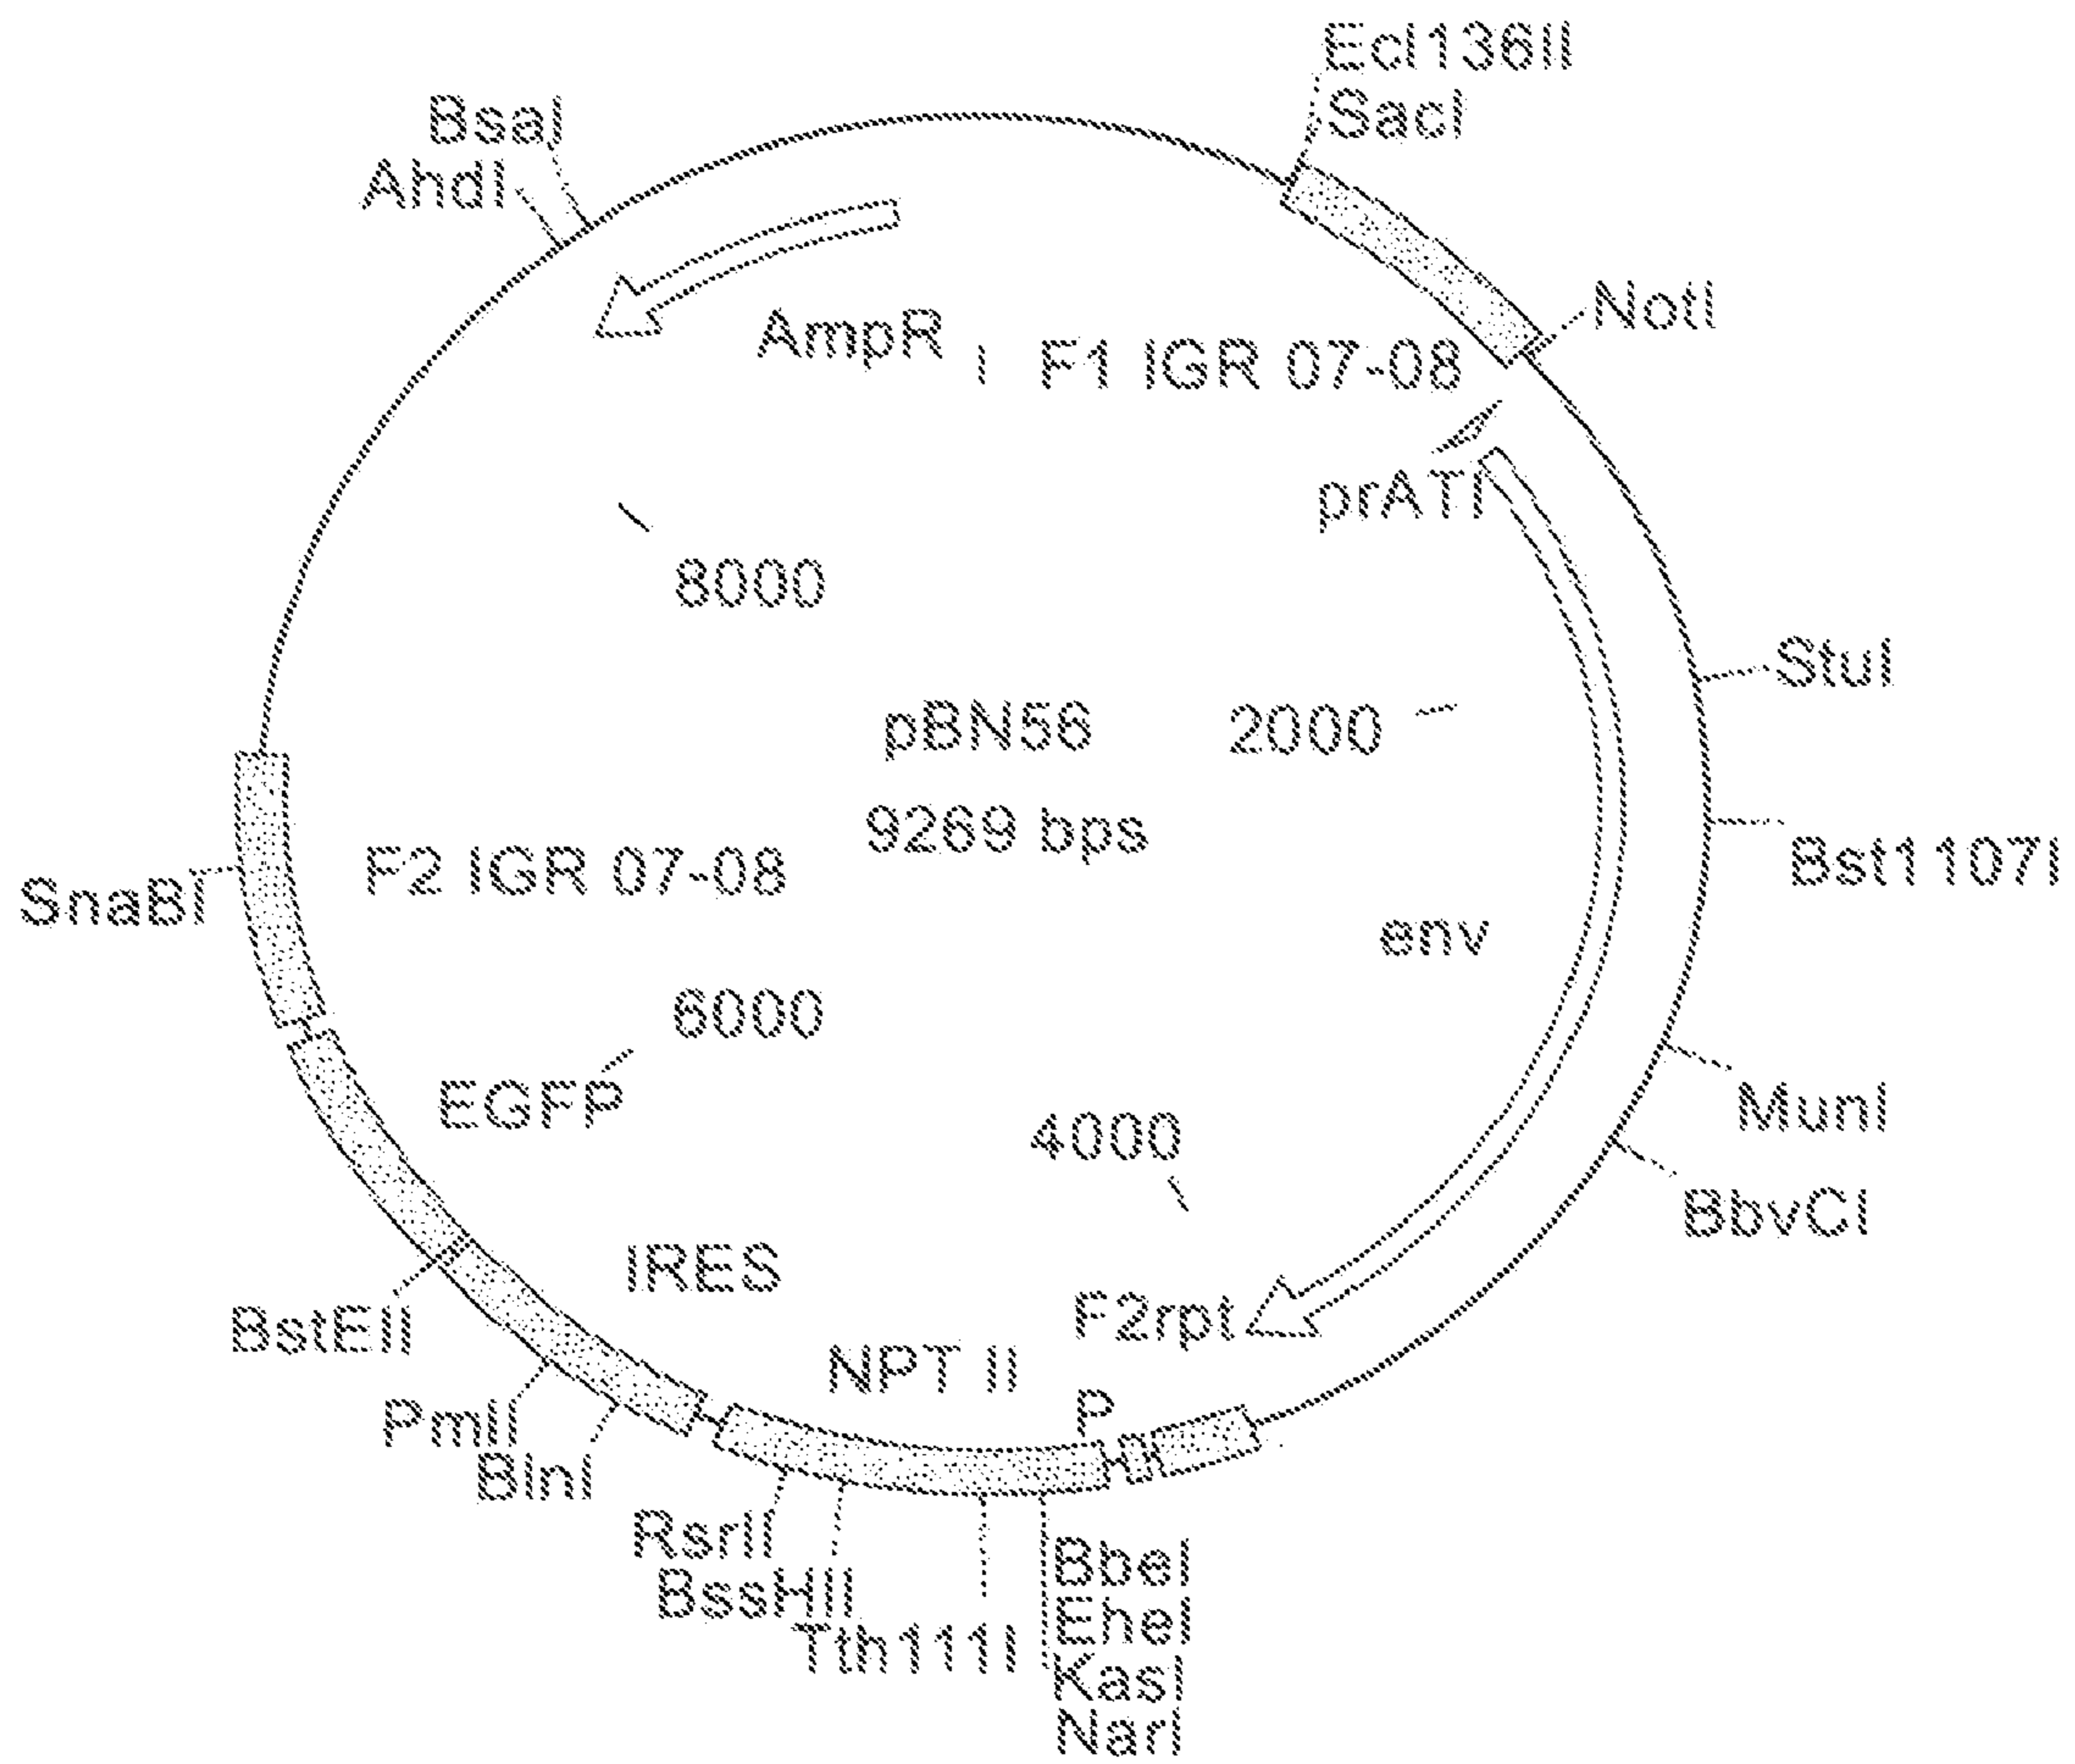 Ecl136II
SacI
BsaI
AhdI
NotI
AmpR
F1 IGR 07-08
prATI
8000
StuI
pBN56
2000
9269 bps
Bst1107I
F2 IGR 07-08
SnaBI
env
6000
EGFP
4000
MunI
BbvCI
IRES
F2rpt
BstEII
NPT II
P
PmlI
BlnI
RsrII
BssHII
Tth111I
BbeI
EheI
KasI
NarI